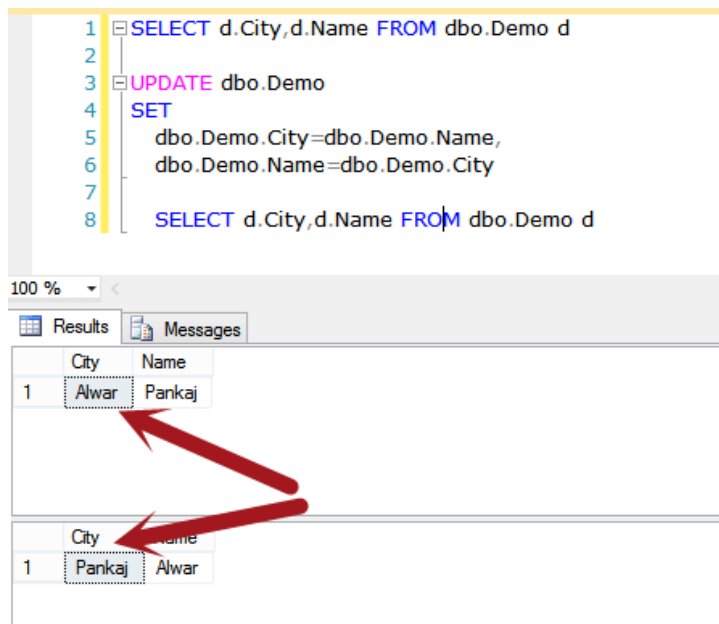 1 SELECT d.City,d.Name FROM dbo.Demo d
2
3 UPDATE dbo.Demo
4 SET
5 dbo.Demo.City=dbo.Demo.Name,
6 dbo.Demo.Name=dbo.Demo.City
7
8 SELECT d.City,d.Name FROM dbo.Demo d
100 %
Results Messages
City Name
1 Alwar Pankaj
City Name
1 Pankaj Alwar